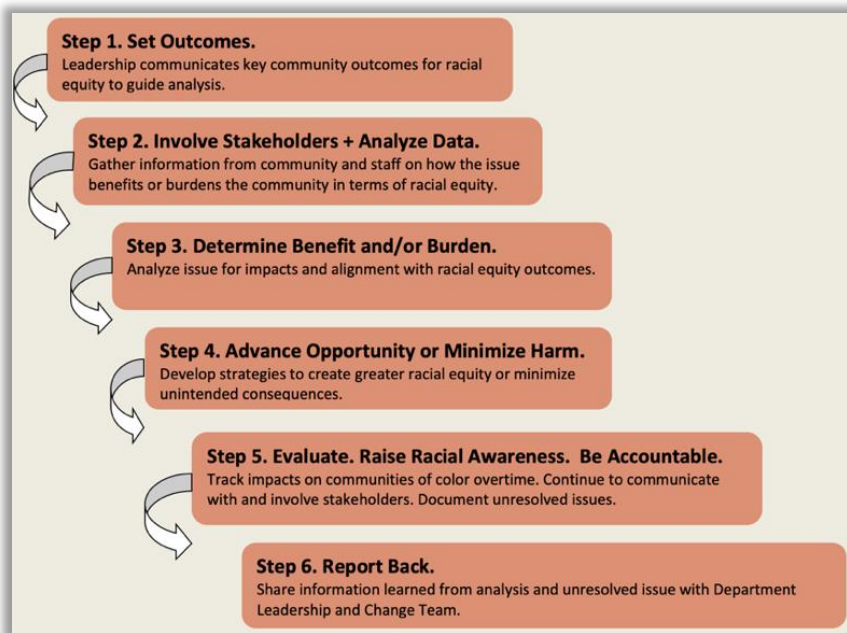 Step 1. Set Outcomes.
Leadership communicates key community outcomes for racial
equity to guide analysis.
Step 2. Involve Stakeholders + Analyze Data.
Gather information from community and staff on how the issue
benefits or burdens the community in terms of racial equity.
Step 3. Determine Benefit and/or Burden.
Analyze issue for impacts and alignment with racial equity outcomes.
Step 4. Advance Opportunity or Minimize Harm.
Develop strategies to create greater racial equity or minimize
unintended consequences.
Step 5. Evaluate. Raise Racial Awareness.  Be Accountable.
Track impacts on communities of color overtime. Continue to communicate
with and involve stakeholders. Document unresolved issues.
Step 6. Report Back.
Share information learned from analysis and unresolved issue with Department
Leadership and Change Team.